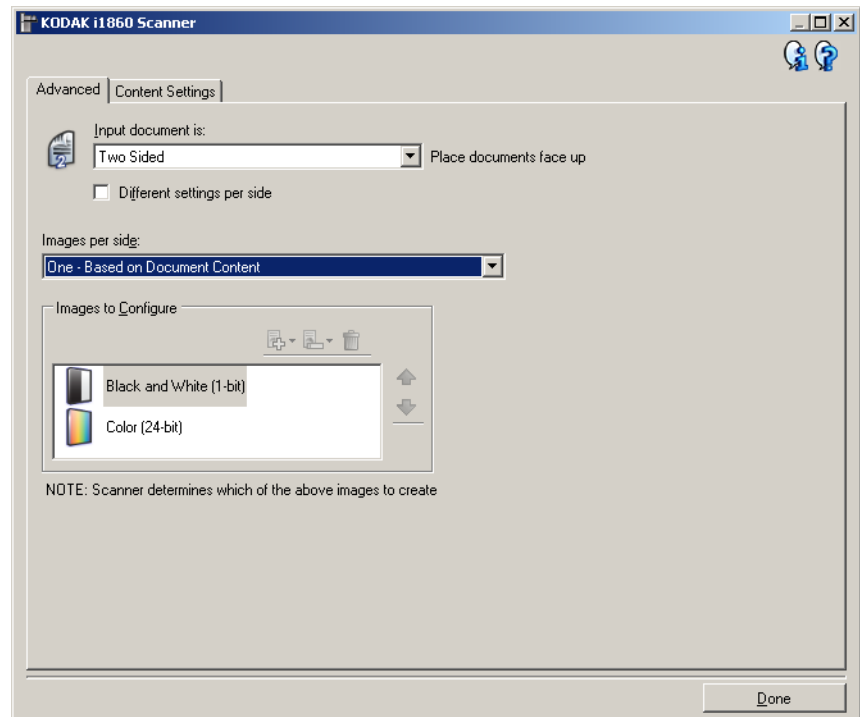 KODAK i1860 Scanner
Advanced
Content Settings
Input document is:
Two Sided
Place documents face up
Different settings per side
Images per side:
One - Based on Document Content
Images to Configure
Black and White (1-bit)
Color (24-bit)
NOTE: Scanner determines which of the above images to create
Done